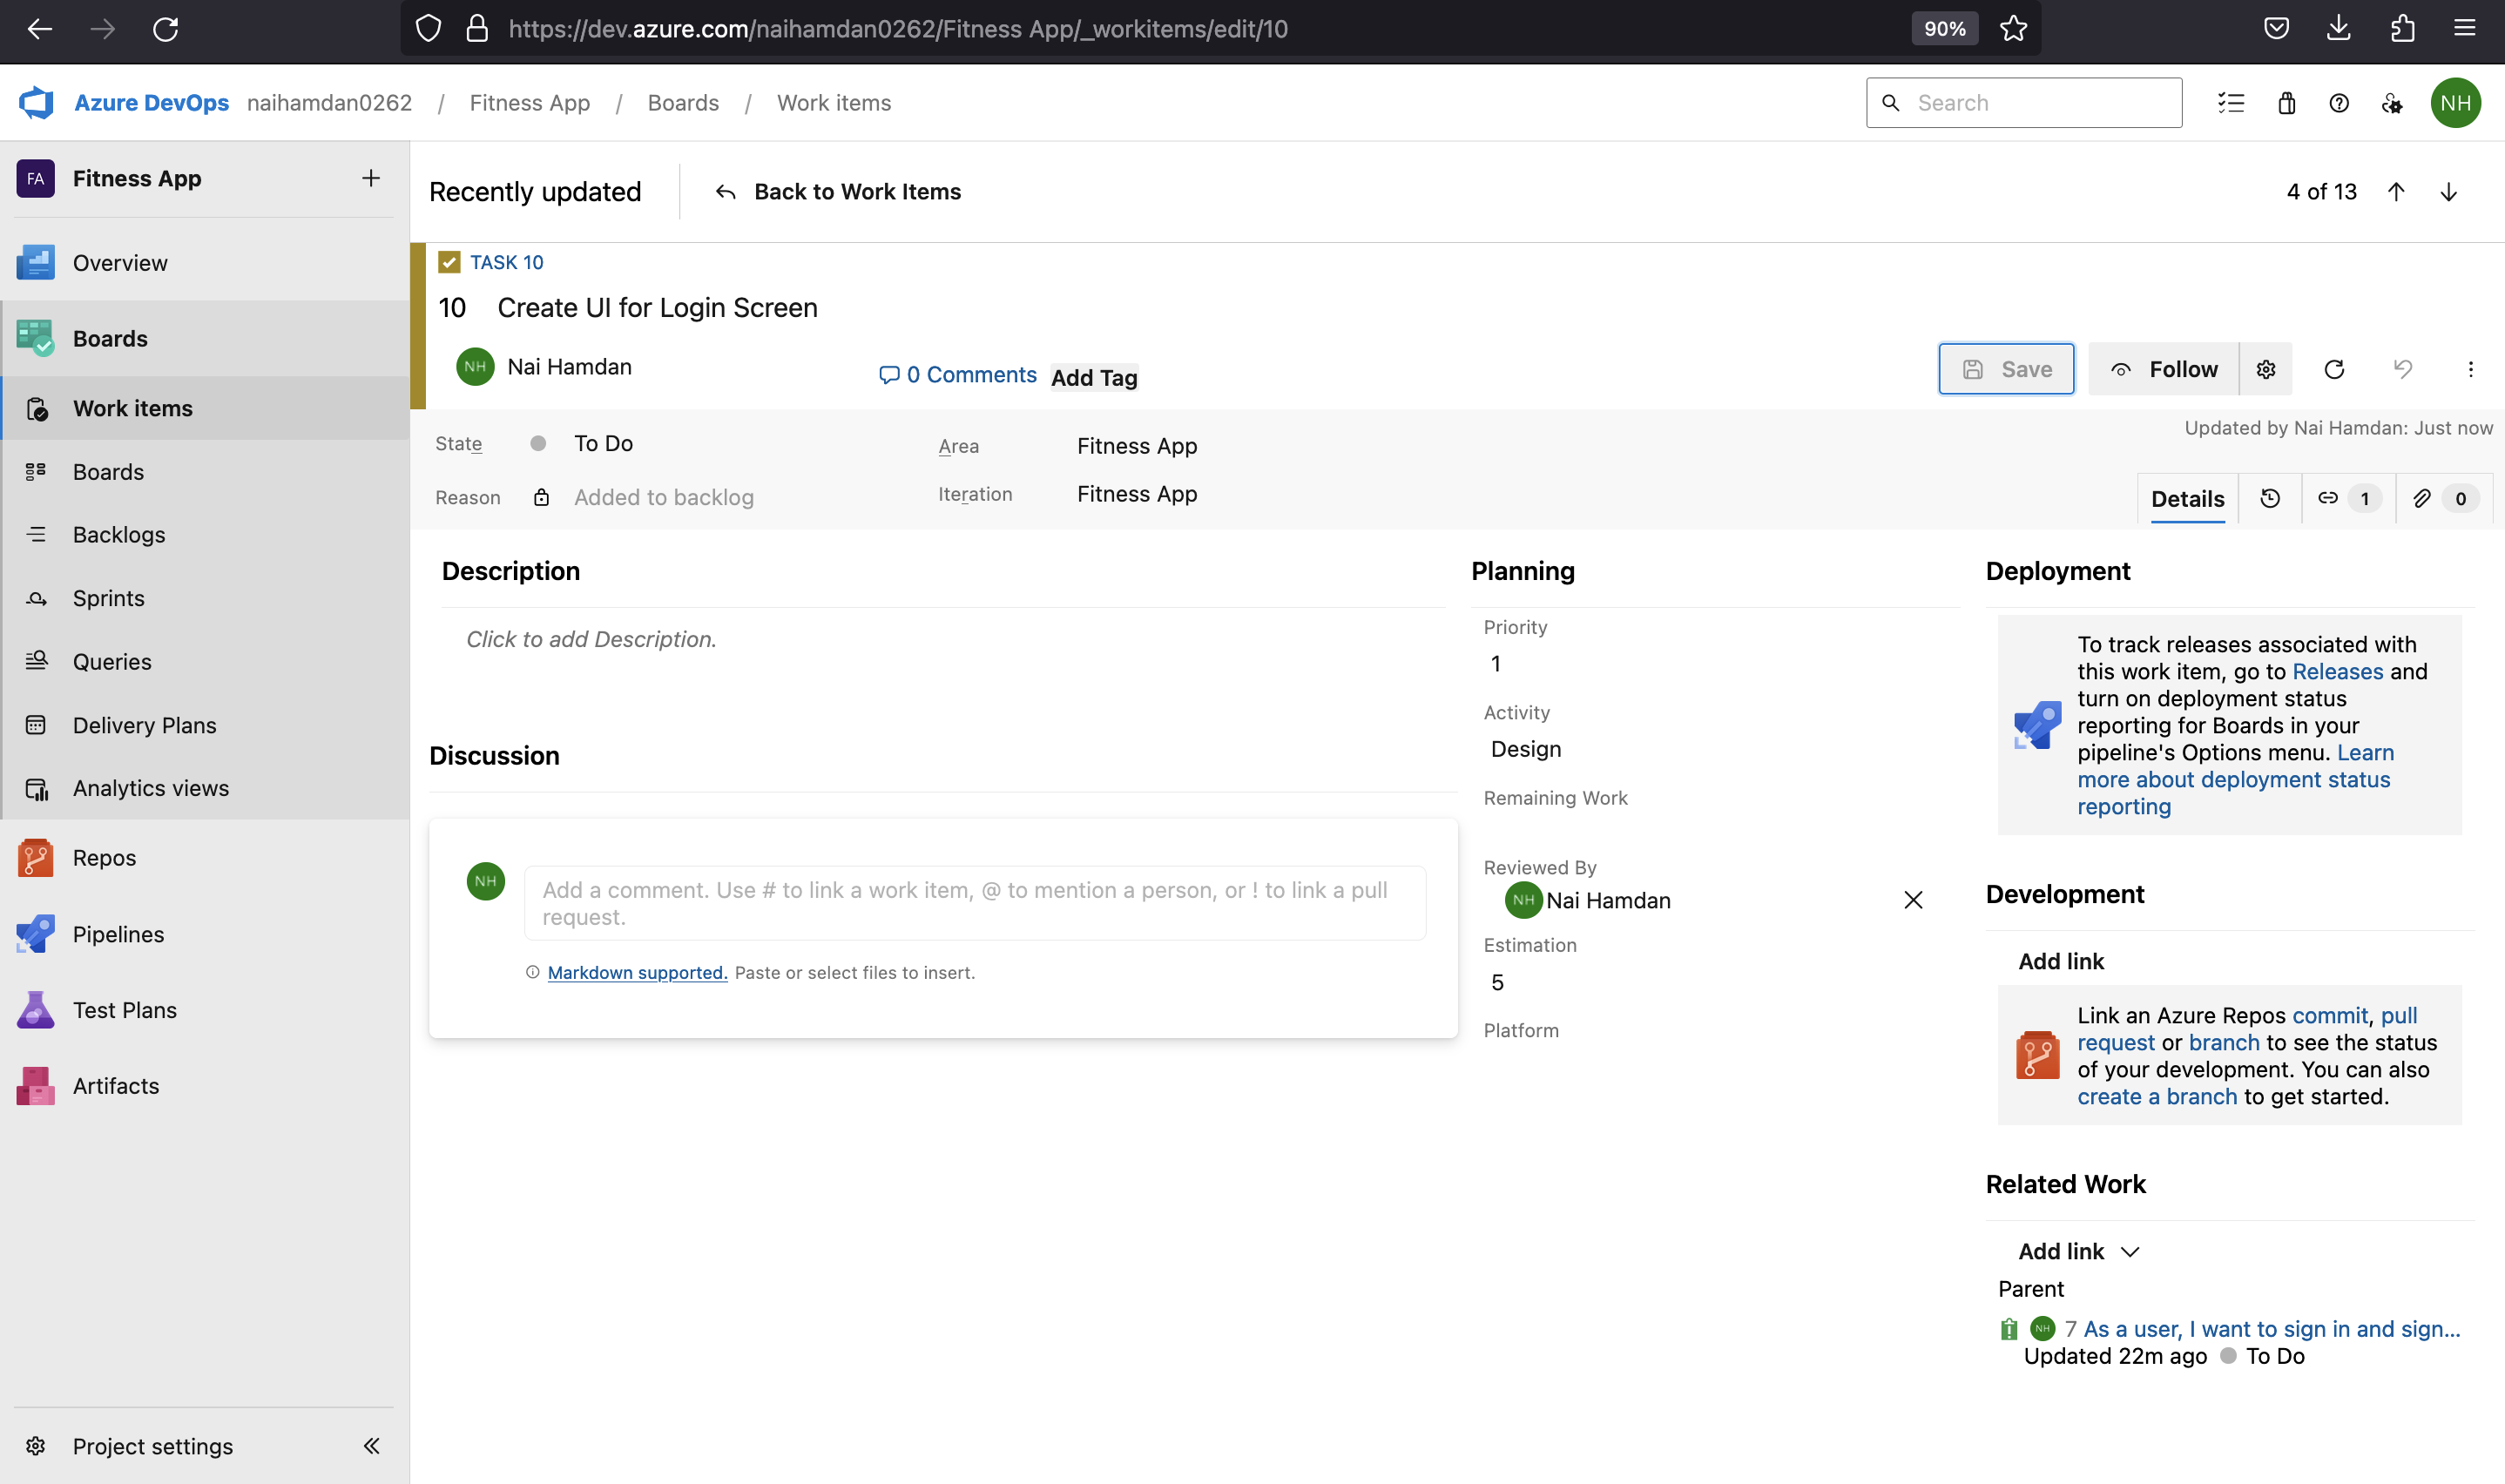 https://dev.azure.com/naihamdan0262/Fitness App/_workitems/edit/10
90%
Azure DevOps naihamdan0262 / Fitness App / Boards / Work items
Search
NH
FA Fitness App
Overview
Boards
Work items
Boards
Backlogs
Sprints
Queries
Delivery Plans
Analytics views
Repos
Pipelines
Test Plans
Artifacts
Project settings
Recently updated
Back to Work Items
4 of 13
TASK 10
10 Create UI for Login Screen
NH Nai Hamdan
0 Comments
Add Tag
Save
Follow
State To Do
Reason Added to backlog
Area Fitness App
Iteration Fitness App
Updated by Nai Hamdan: Just now
Details
1
0
Description
Click to add Description.
Discussion
NH
Add a comment. Use # to link a work item, @ to mention a person, or ! to link a pull
request.
Markdown supported. Paste or select files to insert.
Planning
Priority
1
Activity
Design
Remaining Work
Reviewed By
NH Nai Hamdan
Estimation
5
Platform
Deployment
To track releases associated with
this work item, go to Releases and
turn on deployment status
reporting for Boards in your
pipeline's Options menu. Learn
more about deployment status
reporting
Development
Add link
Link an Azure Repos commit, pull
request or branch to see the status
of your development. You can also
create a branch to get started.
Related Work
Add link
Parent
NH 7 As a user, I want to sign in and sign...
Updated 22m ago To Do